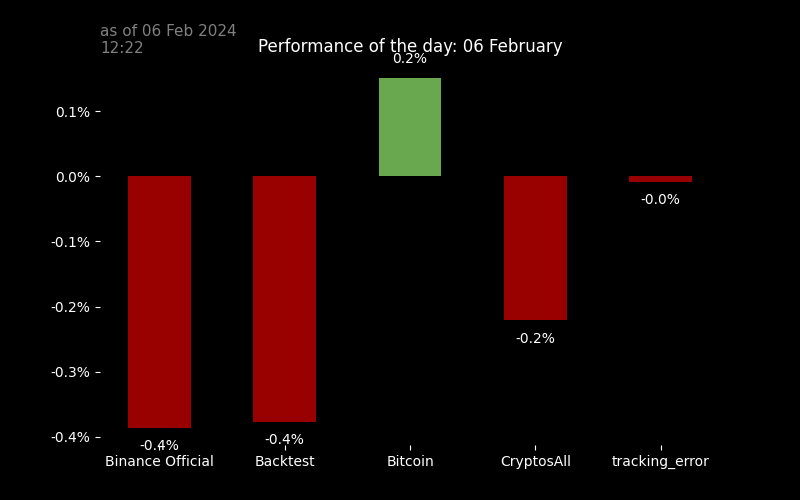 as of 06 Feb 2024
12:22
Performance of the day: 06 February
0.2%
0.1%
0.0%
-0.0%
-0.1%
-0.2%
-0.2%
-0.3%
-0.4%
-0.4%
-0.4%
Binance Official
Backtest
Bitcoin
CryptosAll
tracking_error